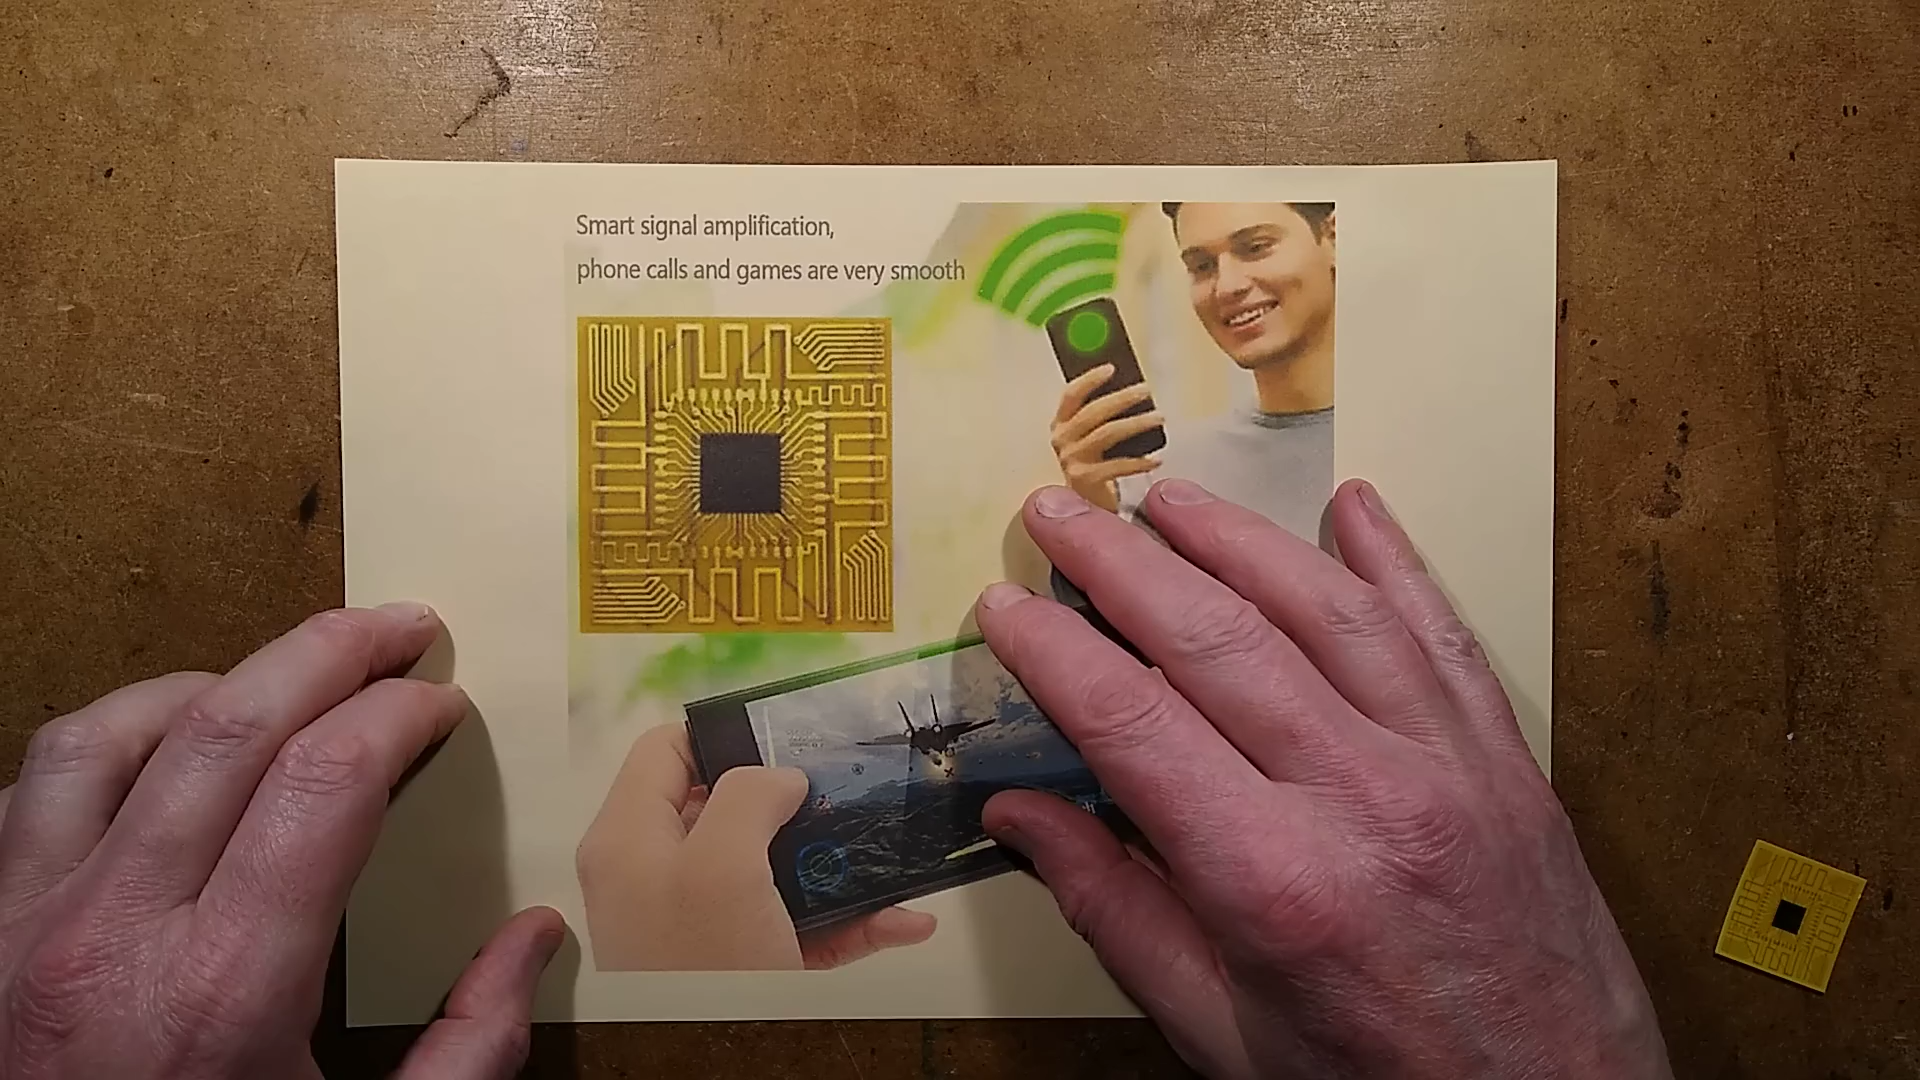 Smart signal amplification,
phone calls and games are very smooth